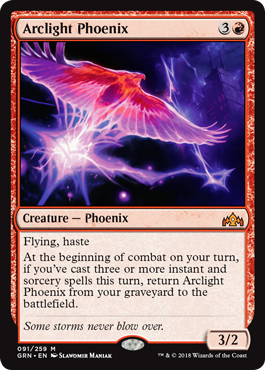 Arclight Phoenix 3
Creature — Phoenix
Flying, haste
At the beginning of combat on your turn,
if you've cast three or more instant and
sorcery spells this turn, return Arclight
Phoenix from your graveyard to the
battlefield.
Some storms never blow over.
3/2
091/259 M
GRN • EN SLAWOMIR MANIAK
™ & © 2018 Wizards of the Coast